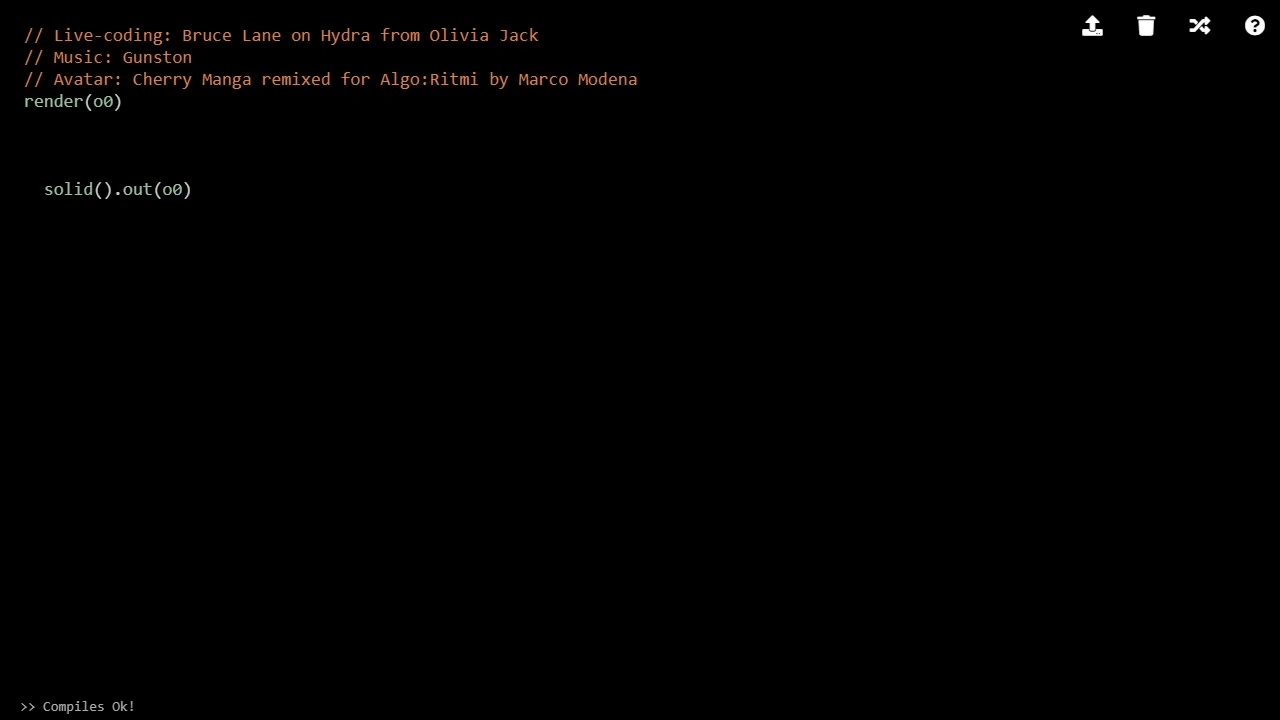 // Live-coding: Bruce Lane on Hydra from Olivia Jack
// Music: Gunston
// Avatar: Cherry Manga remixed for Algo:Ritmi by Marco Modena
render(o0)
solid().out(o0)
>> Compiles Ok!